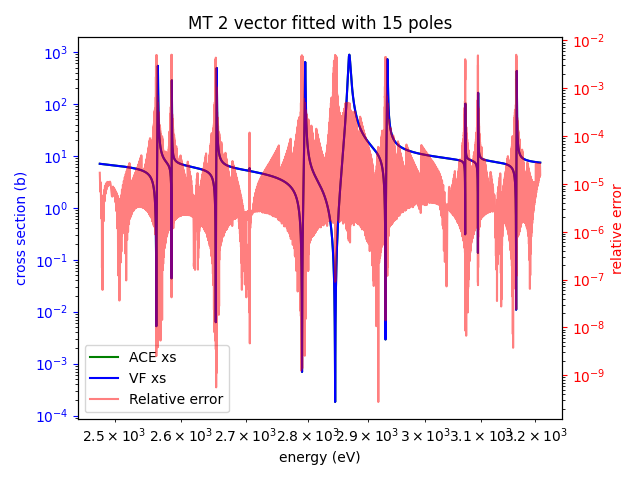 MT 2 vector fitted with 15 poles
10³
10²
10¹
10⁰
10⁻¹
10⁻²
10⁻³
10⁻⁴
cross section (b)
10⁻²
10⁻³
10⁻⁴
10⁻⁵
10⁻⁶
10⁻⁷
10⁻⁸
10⁻⁹
relative error
ACE xs
VF xs
Relative error
2.5 × 10³ 2.6 × 10³ 2.7 × 10³ 2.8 × 10³ 2.9 × 10³ 3 × 10³ 3.1 × 10³ 3.2 × 10³
energy (eV)